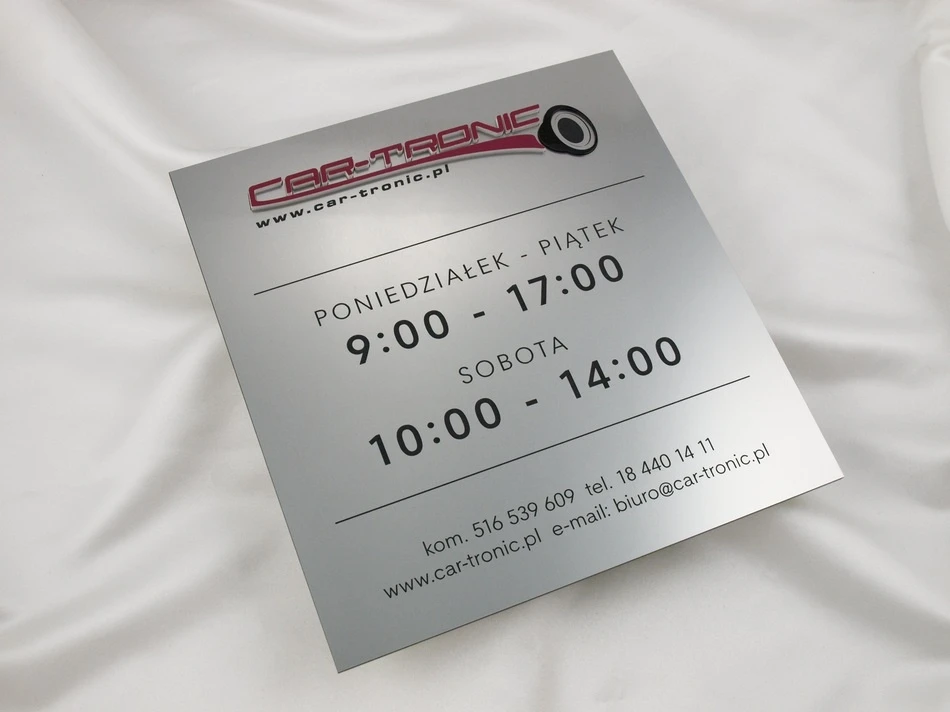 CAR-TRONIC
www.car-tronic.pl
PONIEDZIAŁEK - PIĄTEK
9:00 - 17:00
SOBOTA
10:00 - 14:00
kom. 516 539 609 tel. 18 440 14 11
www.car-tronic.pl e-mail: biuro@car-tronic.pl